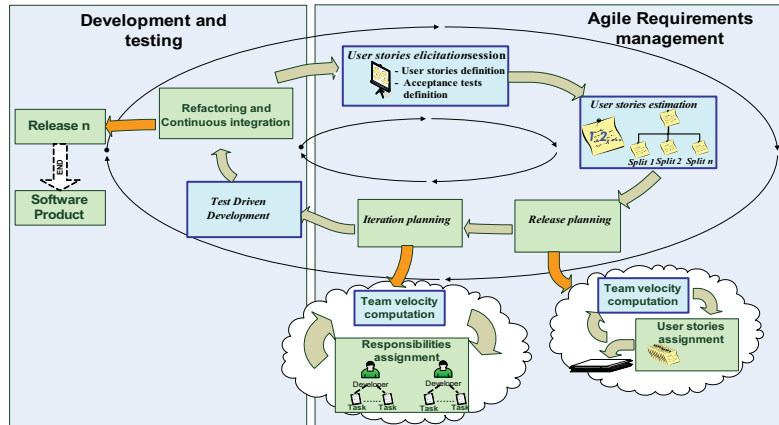 Development and
testing
Agile Requirements
management
User stories elicitationsession
- User stories definition
- Acceptance tests
definition
User stories estimation
1,2,...
Split 1 Split 2 Split n
Refactoring and
Continuous integration
Release n
END
Software
Product
Test Driven
Development
Iteration planning
Release planning
Team velocity
computation
Responsibilities
assignment
Developer
Developer
Task
Task
Task
Task
Team velocity
computation
User stories
assignment